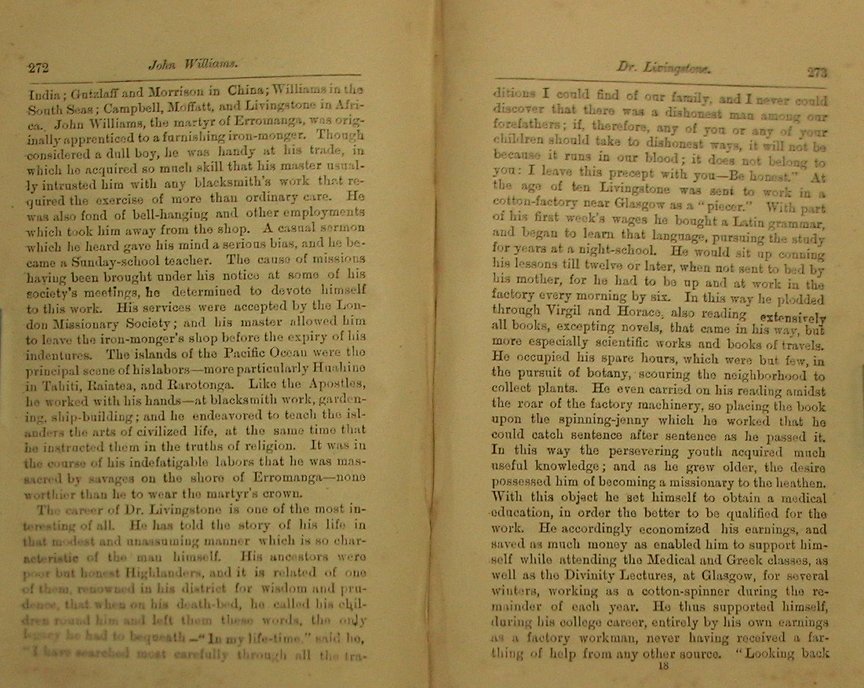 272
John Williams.
India; Gutzlaff and Morrison in China; Williams in the
South Seas; Campbell, Moffatt, and Livingstone in Afri-
ca. John Williams, the martyr of Erromanga, was orig-
inally apprenticed to a furnishing iron-monger. Though
considered a dull boy, he was handy at his trade, in
which he acquired so much skill that his master usual-
ly intrusted him with any blacksmith's work that re-
quired the exercise of more than ordinary care. He
was also fond of bell-hanging and other employments
which took him away from the shop. A casual sermon
which he heard gave his mind a serious bias, and he be-
came a Sunday-school teacher. The cause of missions
having been brought under his notice at some of his
society's meetings, he determined to devote himself
to this work. His services were accepted by the Lon-
don Missionary Society; and his master allowed him
to leave the iron-monger's shop before the expiry of his
indentures. The islands of the Pacific Ocean were the
principal scene of his labors—more particularly Huahine
in Tahiti, Raiatea, and Rarotonga. Like the Apostles,
he worked with his hands—at blacksmith work, garden-
ing, ship-building; and he endeavored to teach the isl-
anders the arts of civilized life, at the same time that
he instructed them in the truths of religion. It was in
the course of his indefatigable labors that he was mas-
sacred by savages on the shore of Erromanga—none
worthier than he to wear the martyr's crown.
The career of Dr. Livingstone is one of the most in-
teresting of all. He has told the story of his life in
that modest and unassuming manner which is so char-
acteristic of the man himself. His ancestors were
poor but honest Highlanders, and it is related of one
of them, renowned in his district for wisdom and pru-
dence, that when on his death-bed, he called his chil-
dren round him and left them these words, the only
legacy he had to bequeath—"In my life-time," said he,
"I have searched most carefully through all the tra-
Dr. Livingstone.
273
ditions I could find of our family, and I never could
discover that there was a dishonest man among our
forefathers; if, therefore, any of you or any of your
children should take to dishonest ways, it will not be
because it runs in our blood; it does not belong to
you: I leave this precept with you—Be honest." At
the age of ten Livingstone was sent to work in a
cotton-factory near Glasgow as a "piecer." With part
of his first week's wages he bought a Latin grammar,
and began to learn that language, pursuing the study
for years at a night-school. He would sit up conning
his lessons till twelve or later, when not sent to bed by
his mother, for he had to be up and at work in the
factory every morning by six. In this way he plodded
through Virgil and Horace, also reading extensively
all books, excepting novels, that came in his way, but
more especially scientific works and books of travels.
He occupied his spare hours, which were but few, in
the pursuit of botany, scouring the neighborhood to
collect plants. He even carried on his reading amidst
the roar of the factory machinery, so placing the book
upon the spinning-jenny which he worked that he
could catch sentence after sentence as he passed it.
In this way the persevering youth acquired much
useful knowledge; and as he grew older, the desire
possessed him of becoming a missionary to the heathen.
With this object he set himself to obtain a medical
education, in order the better to be qualified for the
work. He accordingly economized his earnings, and
saved as much money as enabled him to support him-
self while attending the Medical and Greek classes, as
well as the Divinity Lectures, at Glasgow, for several
winters, working as a cotton-spinner during the re-
mainder of each year. He thus supported himself,
during his college career, entirely by his own earnings
as a factory workman, never having received a far-
thing of help from any other source. "Looking back
18